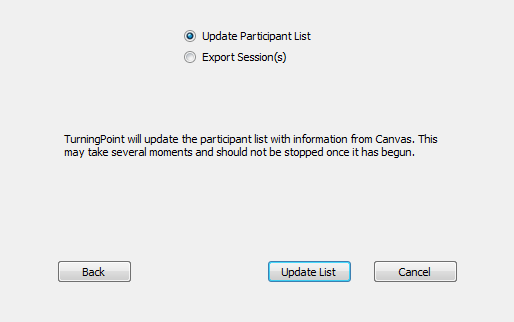 Update Participant List
Export Session(s)
TurningPoint will update the participant list with information from Canvas. This
may take several moments and should not be stopped once it has begun.
Back
Update List
Cancel